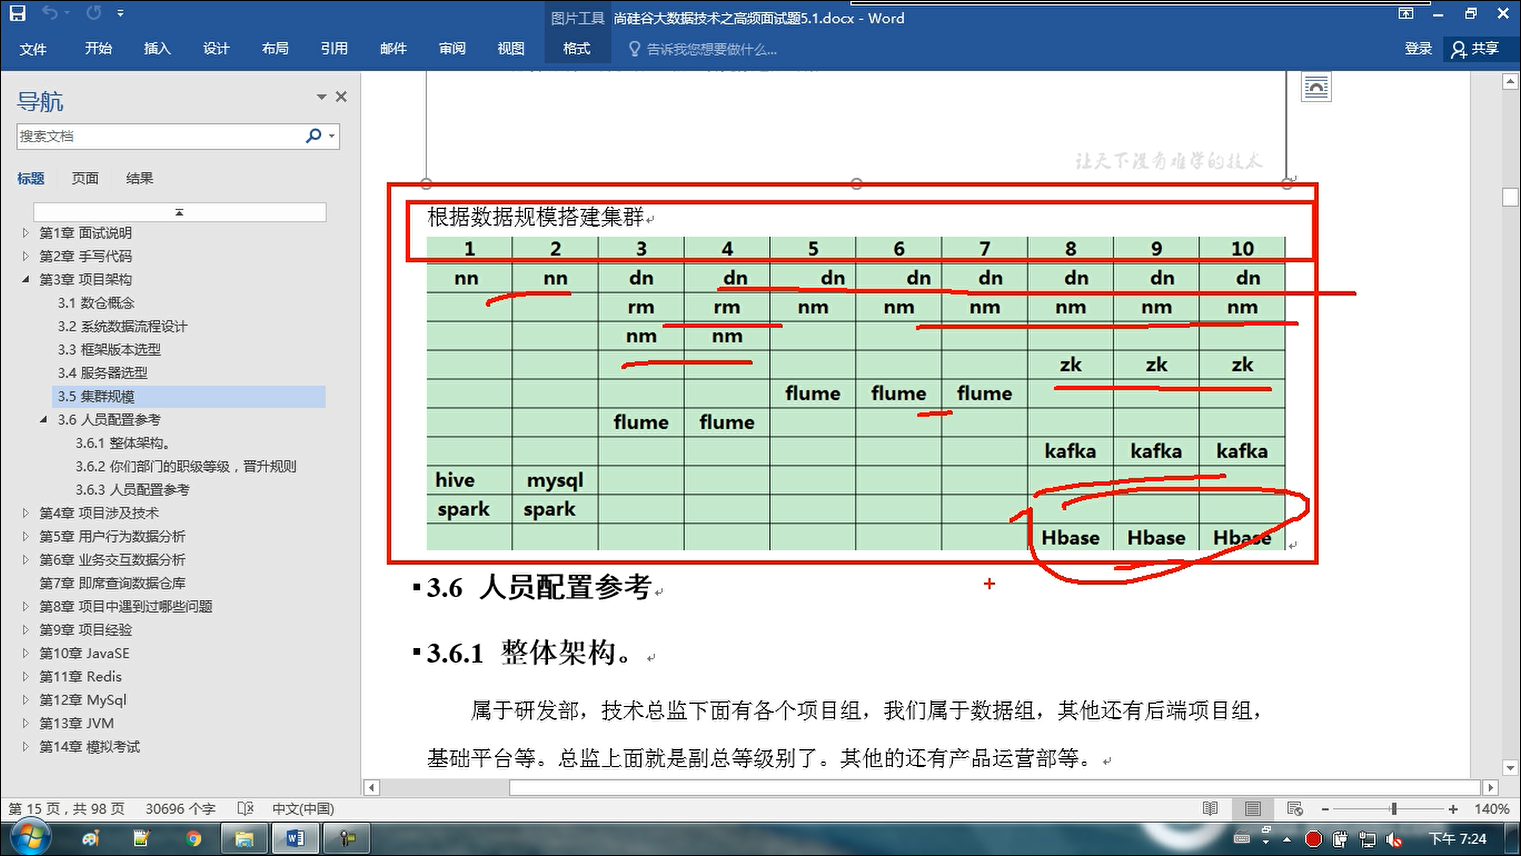 图片工具 尚硅谷大数据技术之高频面试题5.1.docx - Word
文件 开始 插入 设计 布局 引用 邮件 审阅 视图 格式 告诉我您想要做什么... 登录 共享
导航
搜索文档
标题 页面 结果
第1章 面试说明
第2章 手写代码
第3章 项目架构
3.1 数仓概念
3.2 系统数据流程设计
3.3 框架版本选型
3.4 服务器选型
3.5 集群规模
3.6 人员配置参考
3.6.1 整体架构。
3.6.2 你们部门的职级等级，晋升规则
3.6.3 人员配置参考
第4章 项目涉及技术
第5章 用户行为数据分析
第6章 业务交互数据分析
第7章 即席查询数据仓库
第8章 项目中遇到过哪些问题
第9章 项目经验
第10章 JavaSE
第11章 Redis
第12章 MySql
第13章 JVM
第14章 模拟考试
让天下没有难学的技术
根据数据规模搭建集群
1 2 3 4 5 6 7 8 9 10
nn nn dn dn dn dn dn dn dn dn
rm rm nm nm nm nm nm nm
nm nm
zk zk zk
flume flume flume
flume flume
kafka kafka kafka
hive mysql
spark spark
Hbase Hbase Hbase
3.6 人员配置参考
3.6.1 整体架构。
属于研发部，技术总监下面有各个项目组，我们属于数据组，其他还有后端项目组，
基础平台等。总监上面就是副总等级别了。其他的还有产品运营部等。
第 15 页，共 98 页 30696 个字 中文(中国) 140%
下午 7:24